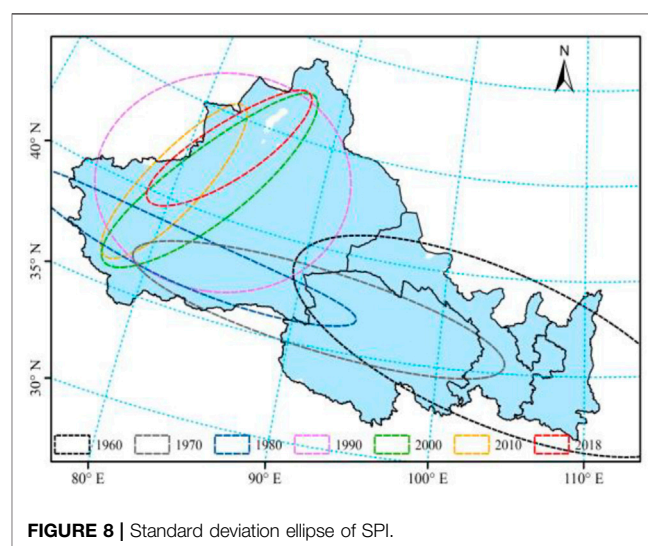 N
40° N
35° N
30° N
1960 1970 1980 1990 2000 2010 2018
80° E 90° E 100° E 110° E
FIGURE 8 | Standard deviation ellipse of SPI.